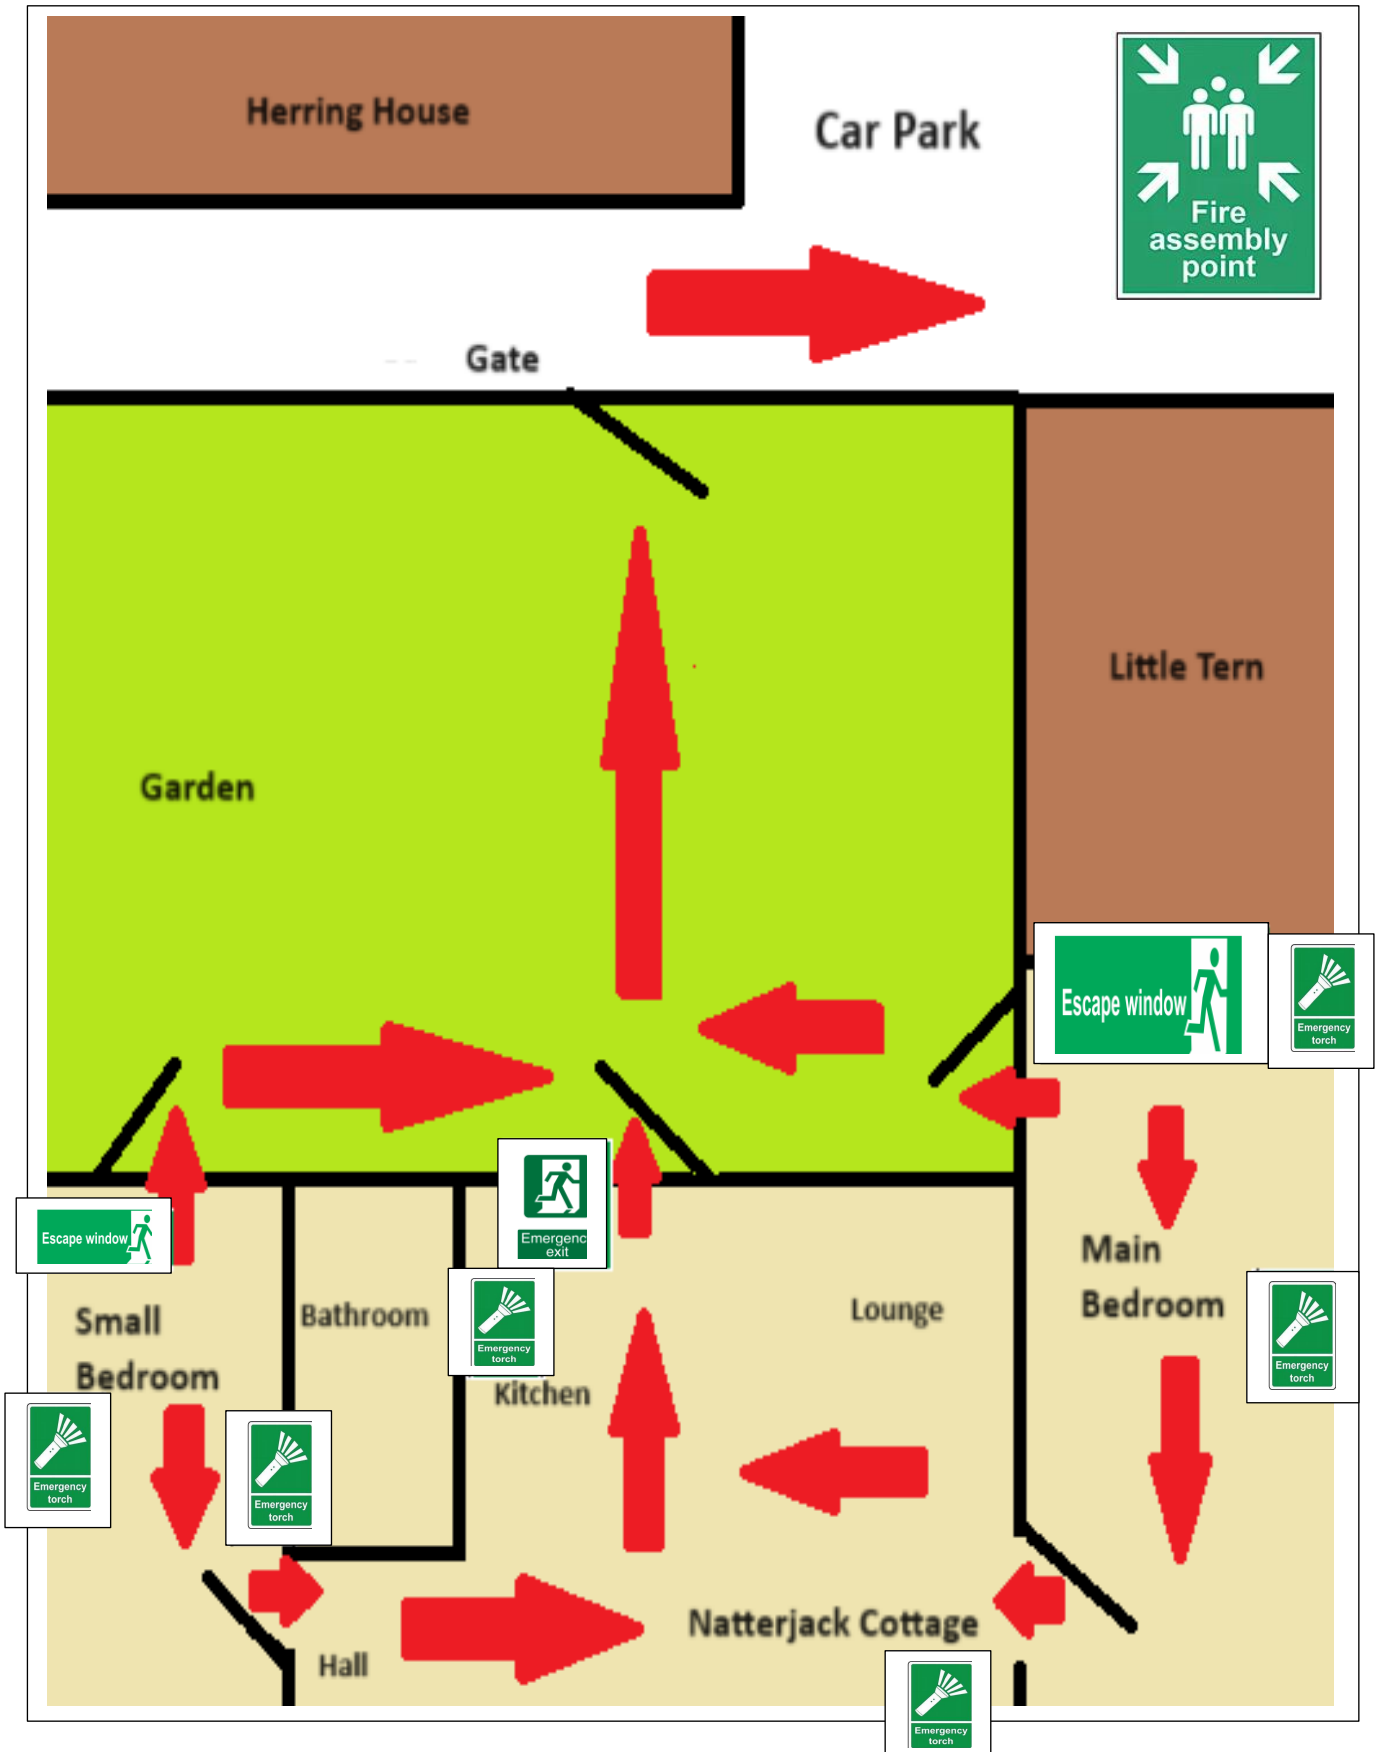 Herring House
Car Park
Fire
assembly
point
Gate
Little Tern
Garden
Escape window
Emergency
torch
Emergenc
exit
Escape window
Main
Bedroom
Small
Bedroom
Bathroom
Emergency
torch
Lounge
Emergency
torch
Kitchen
Emergency
torch
Emergency
torch
Natterjack Cottage
Hall
Emergency
torch